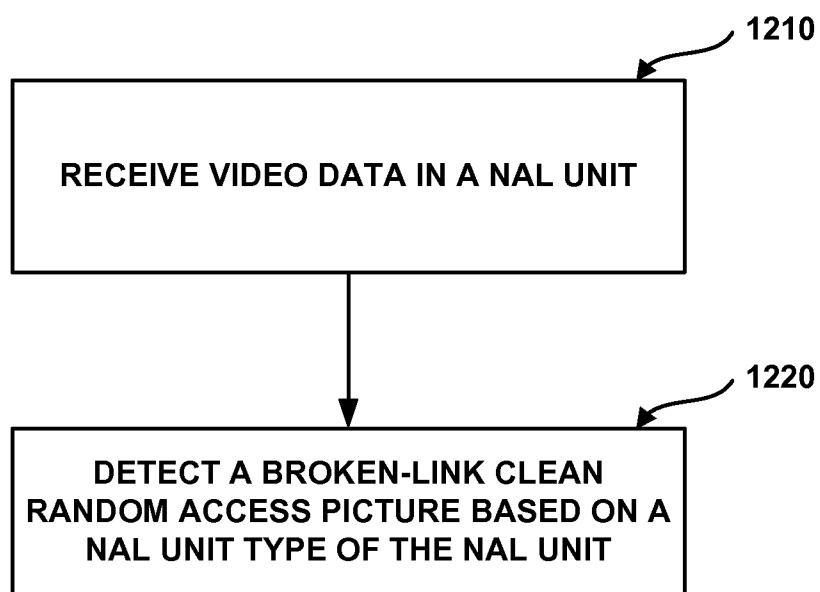 1210
RECEIVE VIDEO DATA IN A NAL UNIT
1220
DETECT A BROKEN-LINK CLEAN
RANDOM ACCESS PICTURE BASED ON A
NAL UNIT TYPE OF THE NAL UNIT